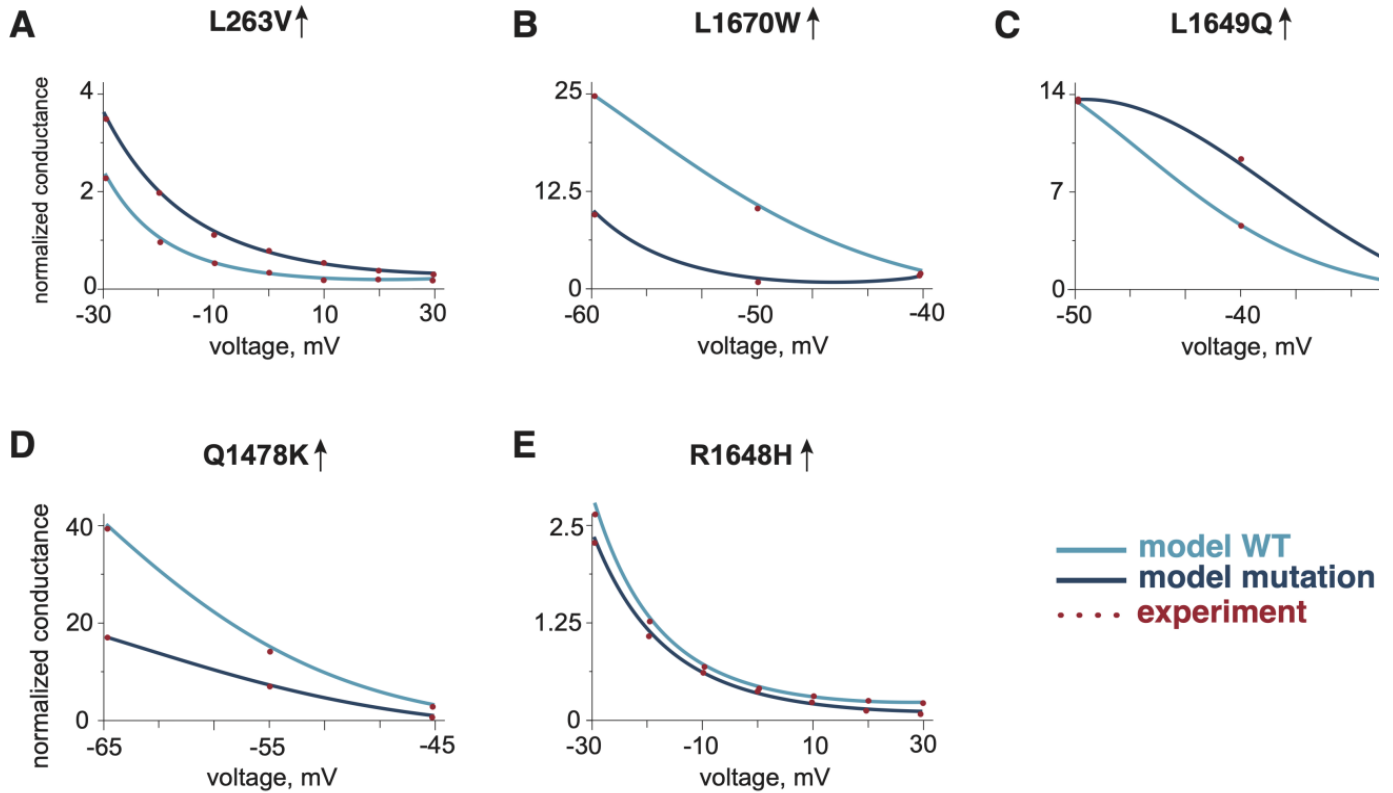 A
L263V↑
normalized conductance
4
2
0
-30
-10
10
30
voltage, mV
B
L1670W↑
25
12.5
0
-60
-50
-40
voltage, mV
C
L1649Q↑
14
7
0
-50
-40
voltage, mV
D
Q1478K↑
normalized conductance
40
20
0
-65
-55
-45
voltage, mV
E
R1648H↑
2.5
1.25
0
-30
-10
10
30
voltage, mV
model WT
model mutation
experiment